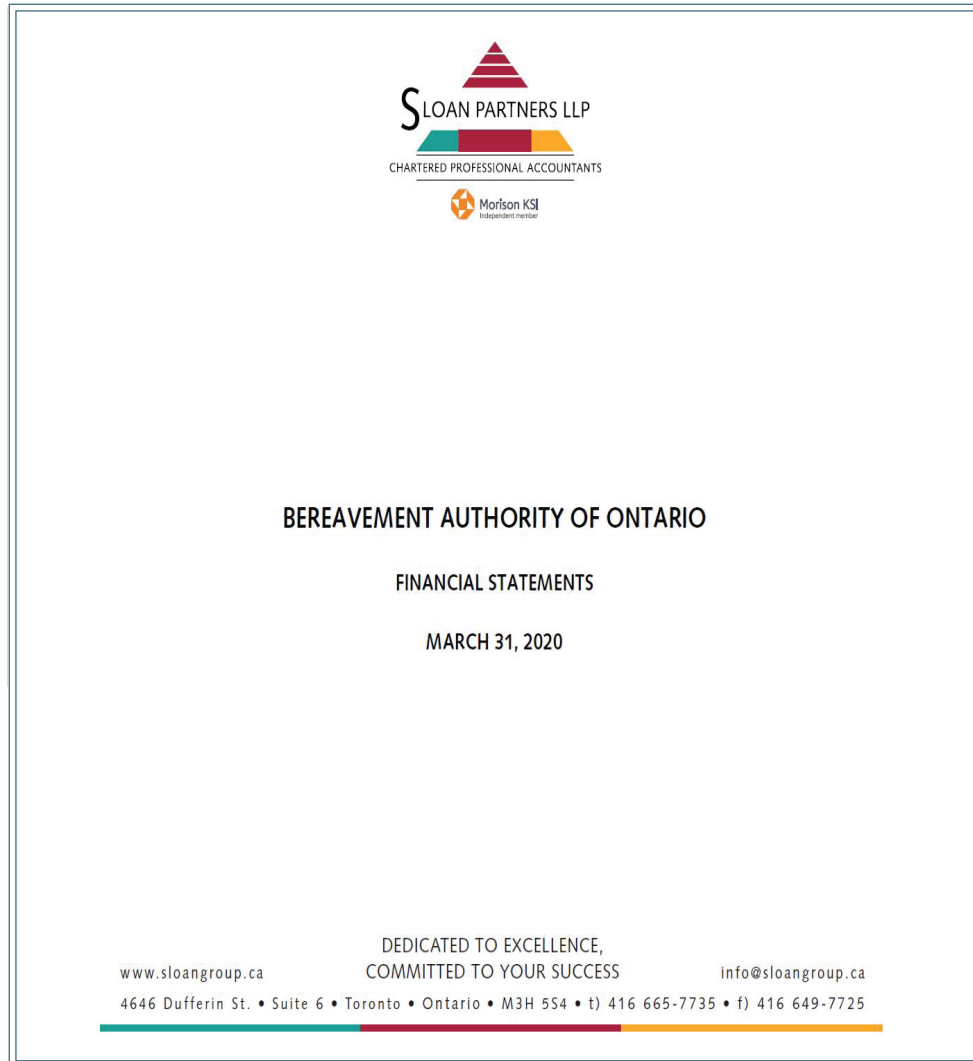 SLOAN PARTNERS LLP
CHARTERED PROFESSIONAL ACCOUNTANTS
Morison KSI
Independent member
BEREAVEMENT AUTHORITY OF ONTARIO
FINANCIAL STATEMENTS
MARCH 31, 2020
DEDICATED TO EXCELLENCE,
www.sloangroup.ca COMMITTED TO YOUR SUCCESS info@sloangroup.ca
4646 Dufferin St. • Suite 6 • Toronto • Ontario • M3H 5S4 • t) 416 665-7735 • f) 416 649-7725